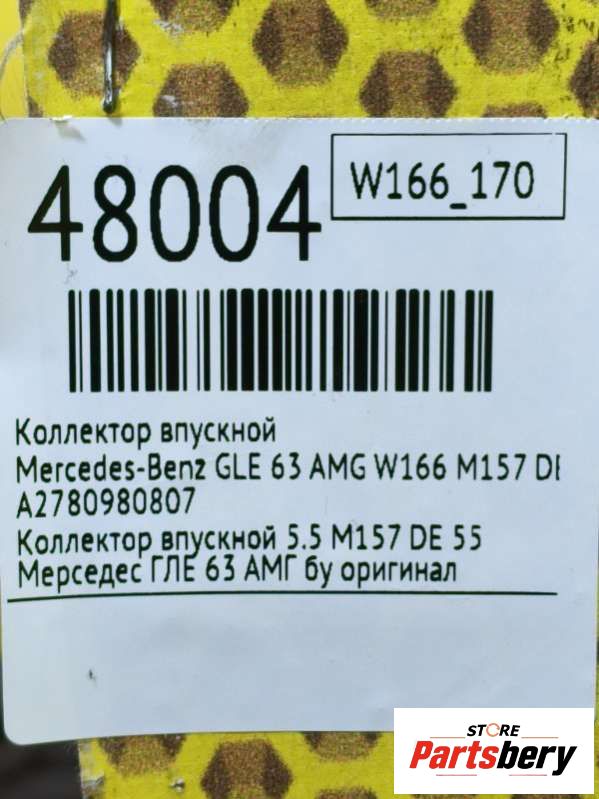 48004
W166_170
Коллектор впускной
Mercedes-Benz GLE 63 AMG W166 M157 DE
A2780980807
Коллектор впускной 5.5 M157 DE 55
Мерседес ГЛЕ 63 АМГ бу оригинал
STORE
Partsbery